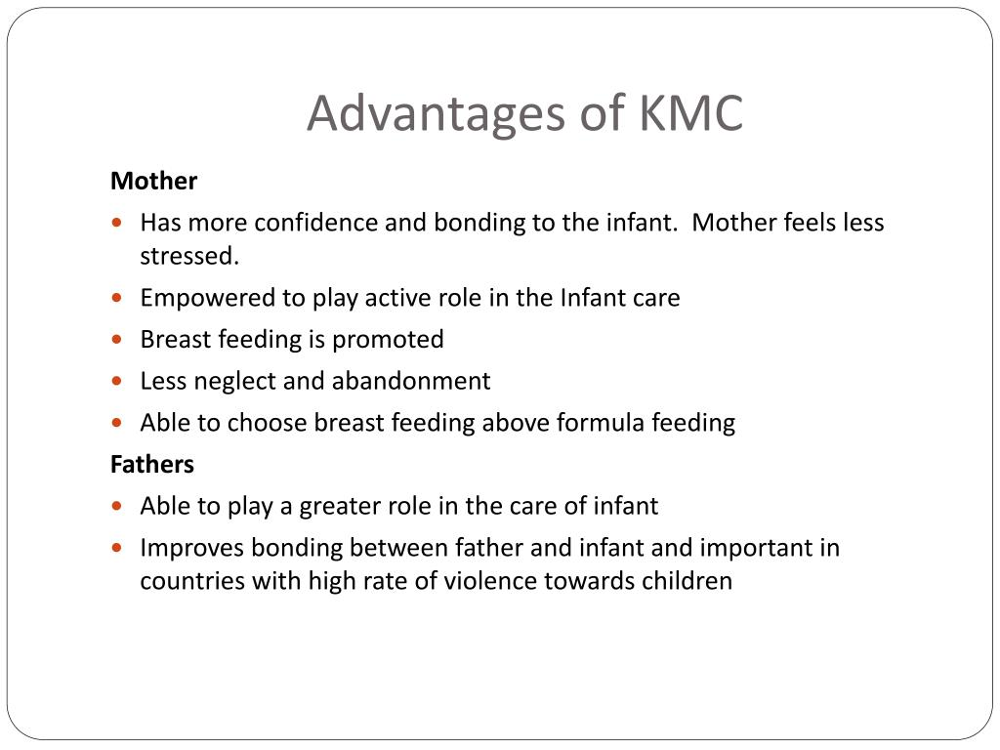 Advantages of KMC
Mother
• Has more confidence and bonding to the infant.  Mother feels less
stressed.
• Empowered to play active role in the Infant care
• Breast feeding is promoted
• Less neglect and abandonment
• Able to choose breast feeding above formula feeding
Fathers
• Able to play a greater role in the care of infant
• Improves bonding between father and infant and important in
countries with high rate of violence towards children